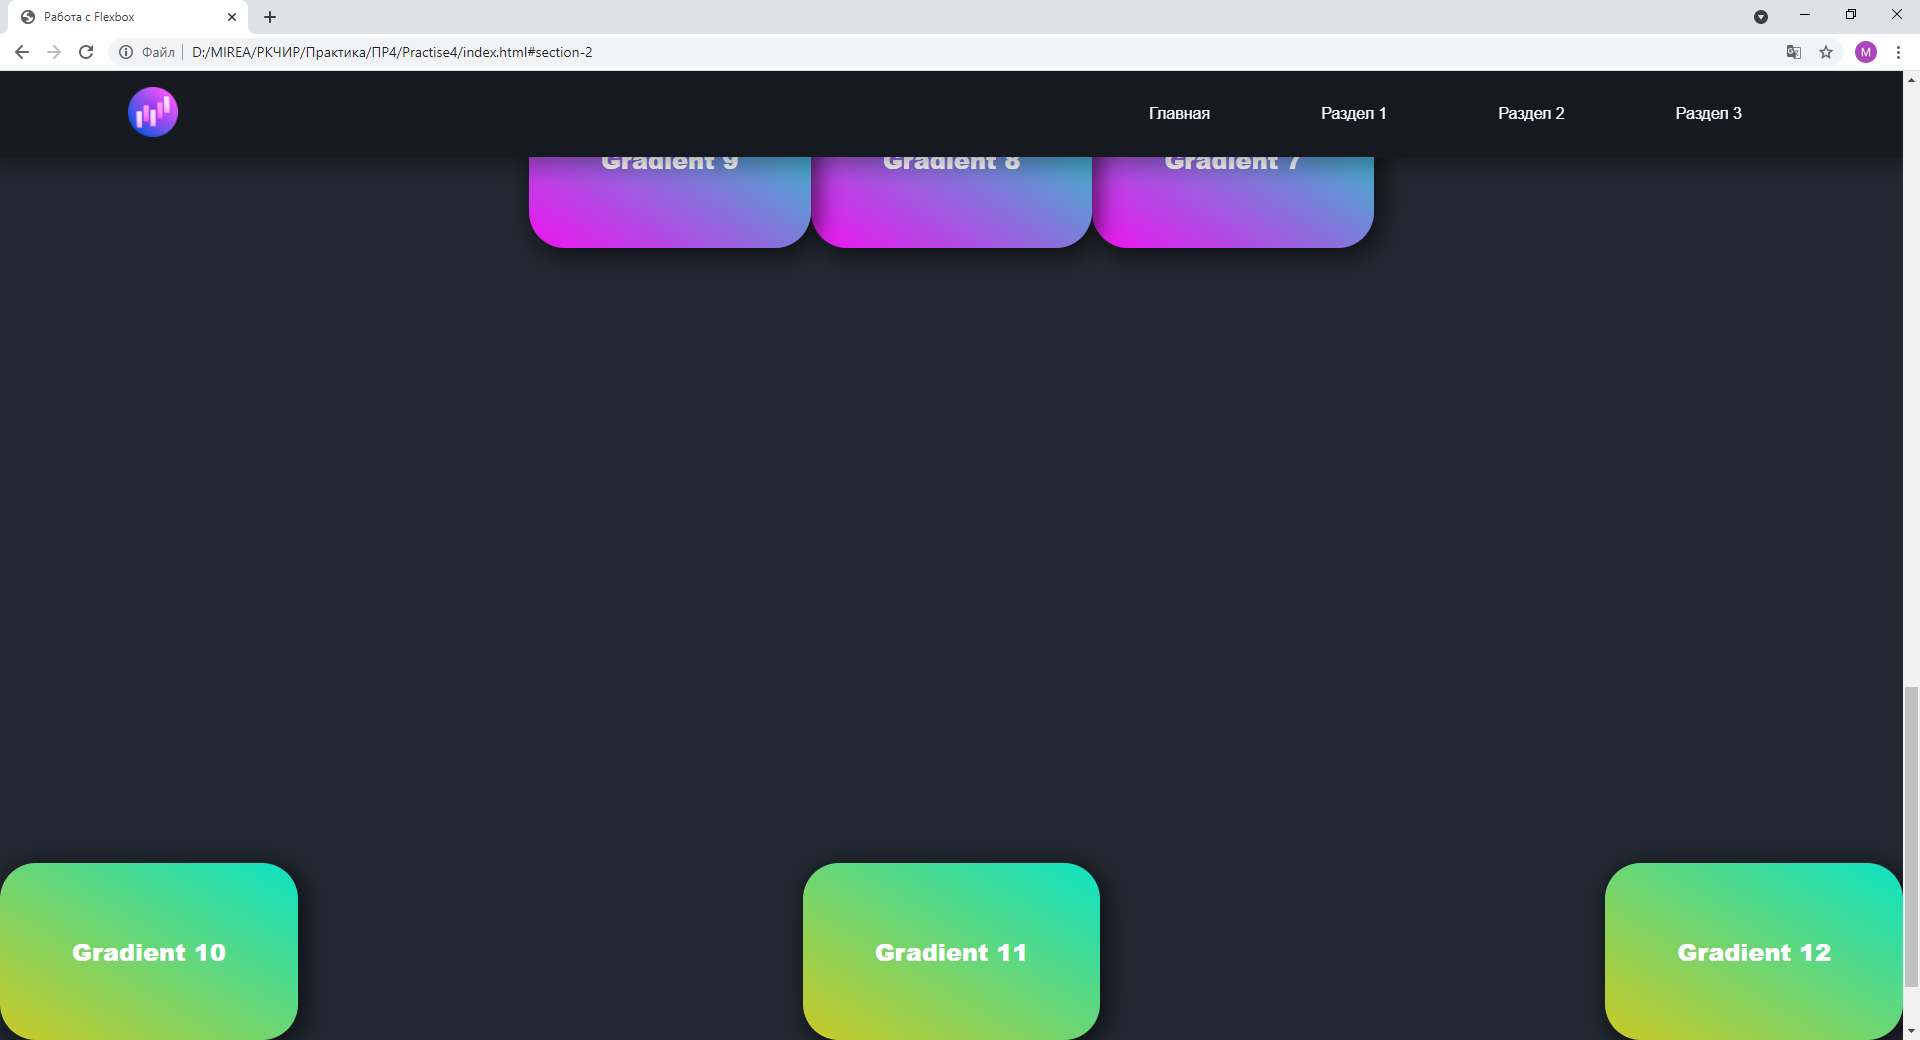 Работа с Flexbox
Файл
D:/MIREA/РКЧИР/Практика/ПР4/Practise4/index.html#section-2
M
Главная
Раздел 1
Раздел 2
Раздел 3
Gradient 9
Gradient 8
Gradient 7
Gradient 10
Gradient 11
Gradient 12